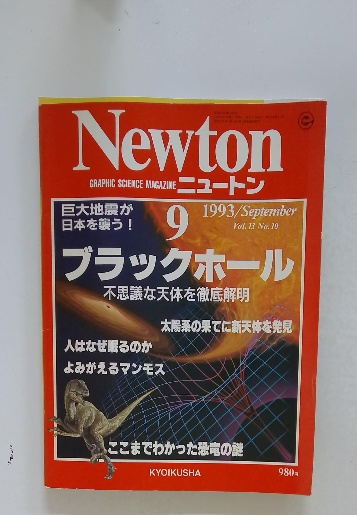 Newton
GRAPHIC SCIENCE MAGAZINE ニュートン
巨大地震が
日本を襲う!
9
1993/September
Vol.13 No.10
ブラックホール
不思議な天体を徹底解明
太陽系の果てに新天体を発見
人はなぜ眠るのか
よみがえるマンモス
ここまでわかった恐竜の謎
KYOIKUSHA
980円